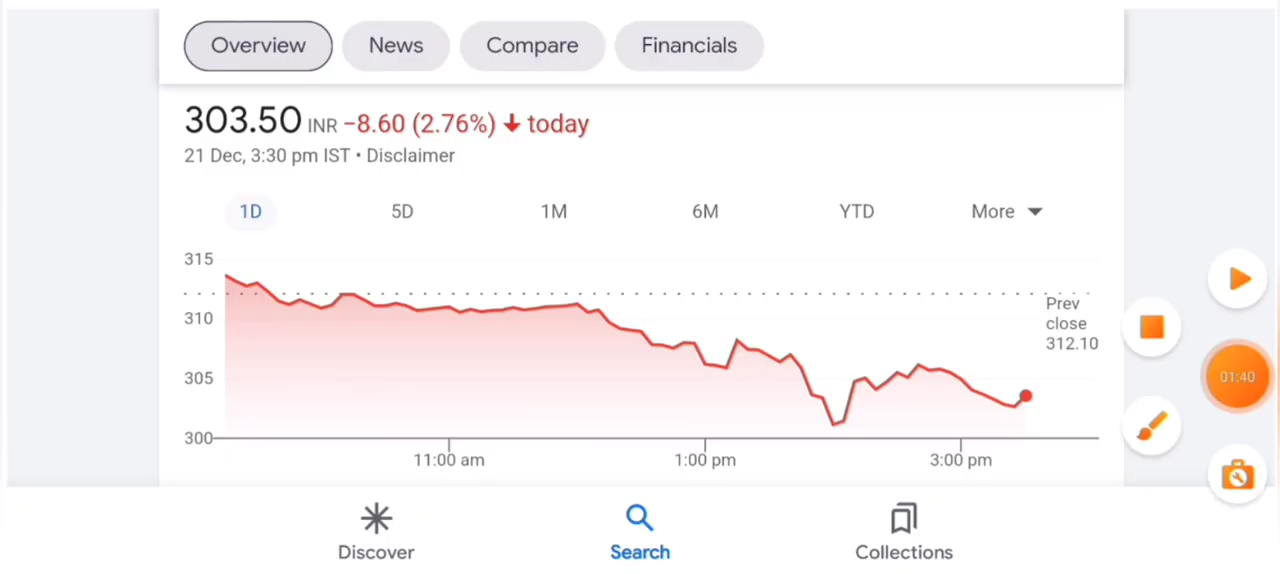 Overview News Compare Financials
303.50 INR −8.60 (2.76%) ↓ today
21 Dec, 3:30 pm IST • Disclaimer
1D 5D 1M 6M YTD More
315
310
305
300
Prev
close
312.10
11:00 am 1:00 pm 3:00 pm
01:40
Discover Search Collections